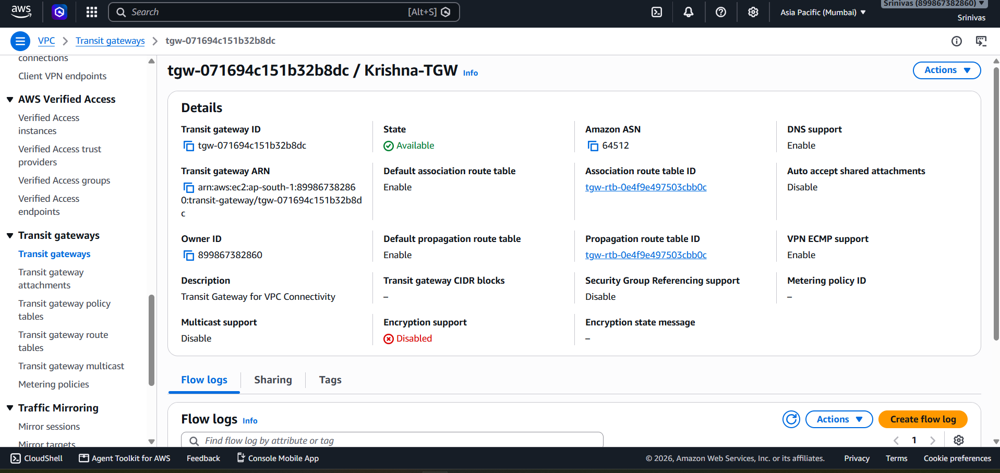 aws
Search
[Alt+S]
Asia Pacific (Mumbai)
Srinivas (899867382860)
Srinivas
VPC
Transit gateways
tgw-071694c151b32b8dc
connections
Client VPN endpoints
AWS Verified Access
Verified Access
instances
Verified Access trust
providers
Verified Access groups
Verified Access
endpoints
Transit gateways
Transit gateways
Transit gateway
attachments
Transit gateway policy
tables
Transit gateway route
tables
Transit gateway multicast
Metering policies
Traffic Mirroring
Mirror sessions
Mirror targets
tgw-071694c151b32b8dc / Krishna-TGW Info
Actions
Details
Transit gateway ID
tgw-071694c151b32b8dc
State
Available
Amazon ASN
64512
DNS support
Enable
Transit gateway ARN
arn:aws:ec2:ap-south-1:89986738286
0:transit-gateway/tgw-071694c151b32b8d
c
Default association route table
Enable
Association route table ID
tgw-rtb-0e4f9e497503cbb0c
Auto accept shared attachments
Disable
Owner ID
899867382860
Default propagation route table
Enable
Propagation route table ID
tgw-rtb-0e4f9e497503cbb0c
VPN ECMP support
Enable
Description
Transit Gateway for VPC Connectivity
Transit gateway CIDR blocks
–
Security Group Referencing support
Disable
Metering policy ID
–
Multicast support
Disable
Encryption support
Disabled
Encryption state message
–
Flow logs
Sharing
Tags
Flow logs Info
Actions
Create flow log
Find flow log by attribute or tag
1
CloudShell
Agent Toolkit for AWS
Feedback
Console Mobile App
© 2026, Amazon Web Services, Inc. or its affiliates.
Privacy
Terms
Cookie preferences